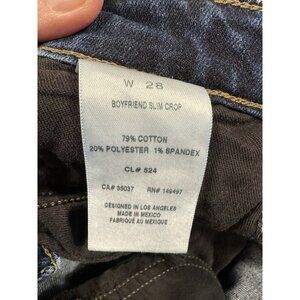 W 28
BOYFRIEND SLIM CROP
79% COTTON
20% POLYESTER 1% SPANDEX
CL# 524
CA# 35037 RN# 149497
DESIGNED IN LOS ANGELES
MADE IN MEXICO
FABRIQUÉ AU MEXIQUE